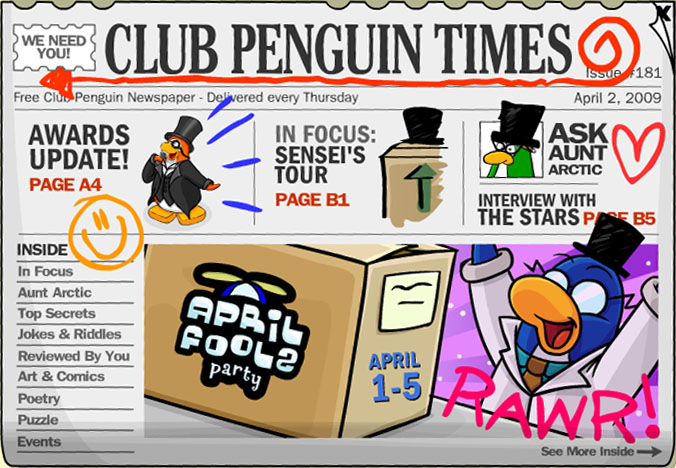 WE NEED
YOU!
CLUB PENGUIN TIMES
Issue #181
Free Club Penguin Newspaper - Delivered every Thursday
April 2, 2009
AWARDS
UPDATE!
PAGE A4
IN FOCUS:
SENSEI'S
TOUR
PAGE B1
ASK
AUNT
ARCTIC
INTERVIEW WITH
THE STARS PAGE B5
INSIDE
In Focus
Aunt Arctic
Top Secrets
Jokes & Riddles
Reviewed By You
Art & Comics
Poetry
Puzzle
Events
APRIL
FOOLS
party
APRIL
1-5
RAWR!
See More Inside